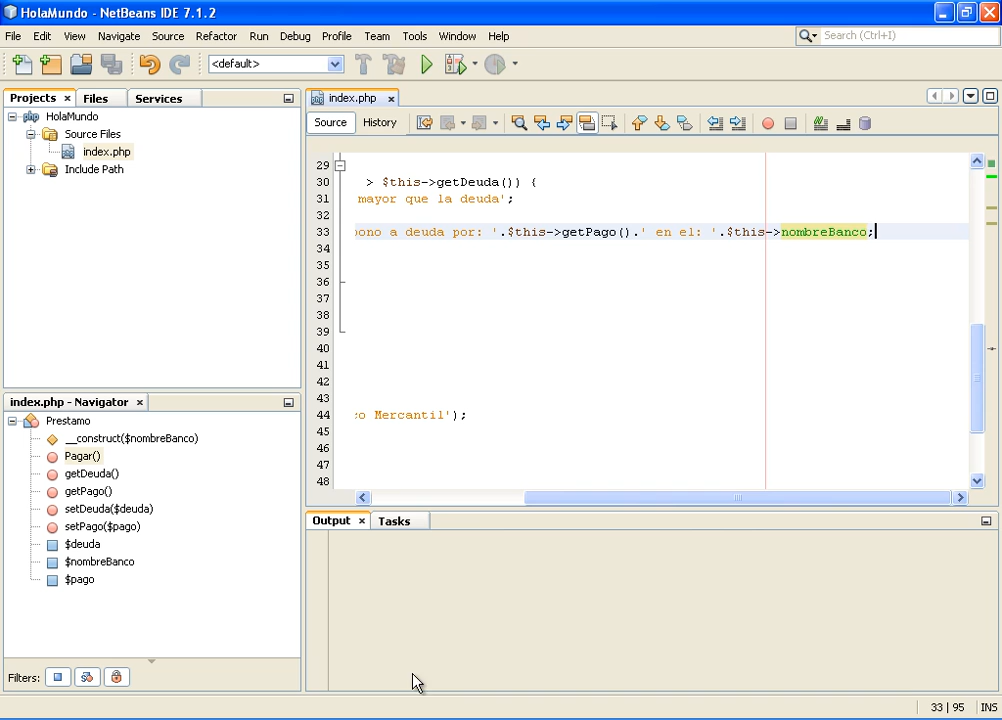 HolaMundo - NetBeans IDE 7.1.2
File Edit View Navigate Source Refactor Run Debug Profile Team Tools Window Help
Search (Ctrl+I)
<default>
Projects Files Services
HolaMundo
Source Files
index.php
Include Path
index.php - Navigator
Prestamo
__construct($nombreBanco)
Pagar()
getDeuda()
getPago()
setDeuda($deuda)
setPago($pago)
$deuda
$nombreBanco
$pago
Filters:
index.php
Source History
29
30 > $this->getDeuda()) {
31 mayor que la deuda';
32
33 ono a deuda por: '.$this->getPago().' en el: '.$this->nombreBanco;
34
35
36
37
38
39
40
41
42
43
44 :o Mercantil');
45
46
47
48
Output Tasks
33 | 95 INS